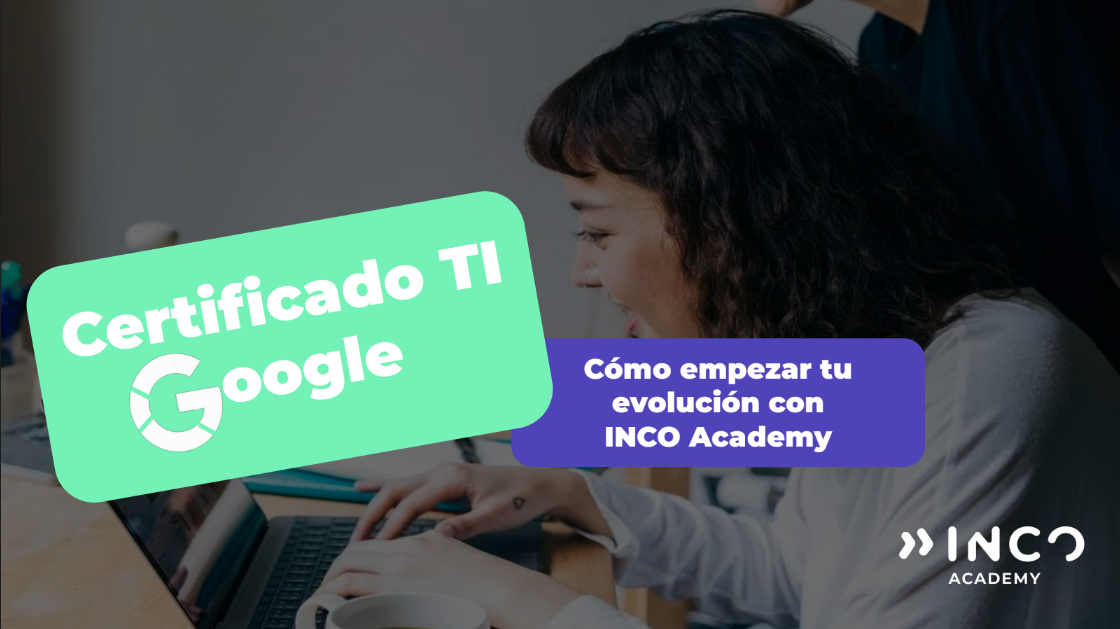 Certificado TI
Google
Cómo empezar tu
evolución con
INCO Academy
INCO
ACADEMY